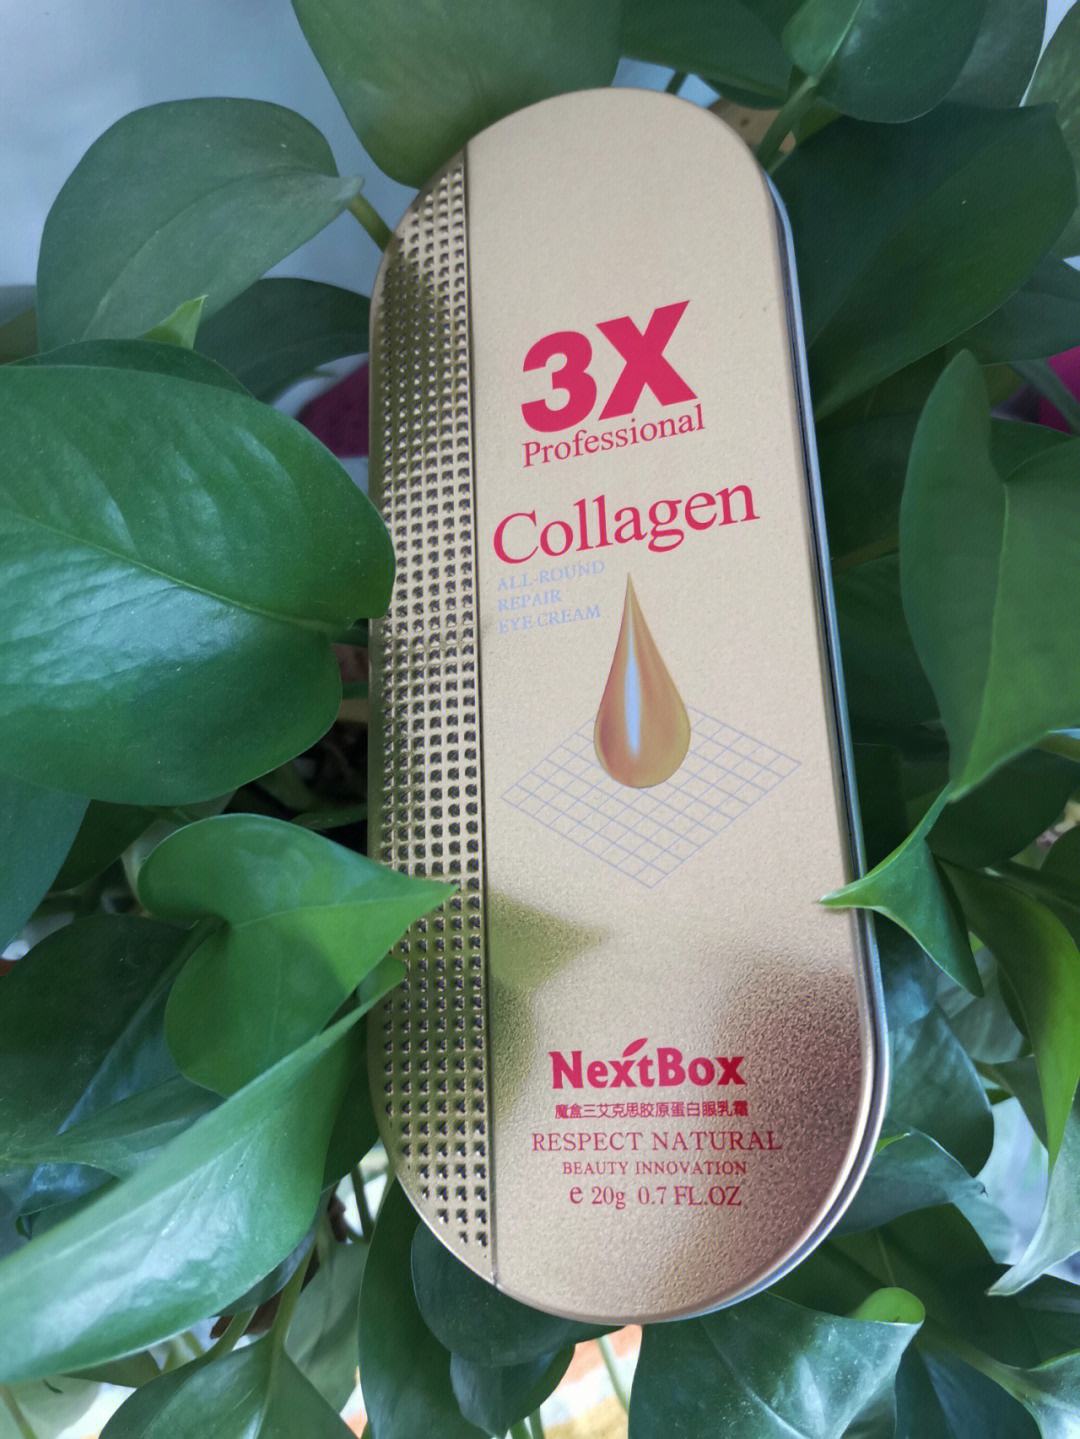 3X
Professional
Collagen
ALL-ROUND
REPAIR
EYE CREAM
NextBox
魔盒三艾克思胶原蛋白眼乳霜
RESPECT NATURAL
BEAUTY INNOVATION
e 20g 0.7 FL.OZ